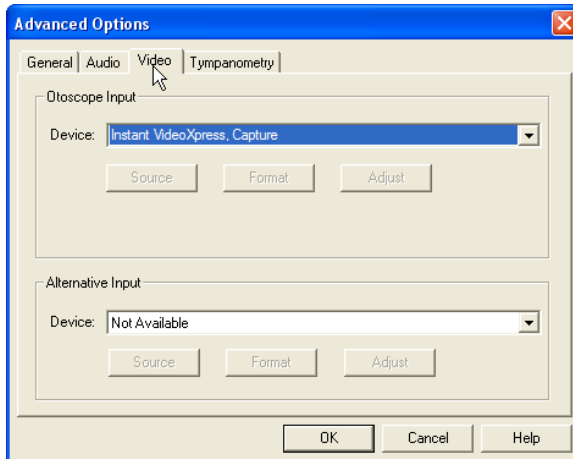 Advanced Options
General Audio Video Tympanometry
Otoscope Input
Device: Instant VideoXpress, Capture
Source Format Adjust
Alternative Input
Device: Not Available
Source Format Adjust
OK Cancel Help